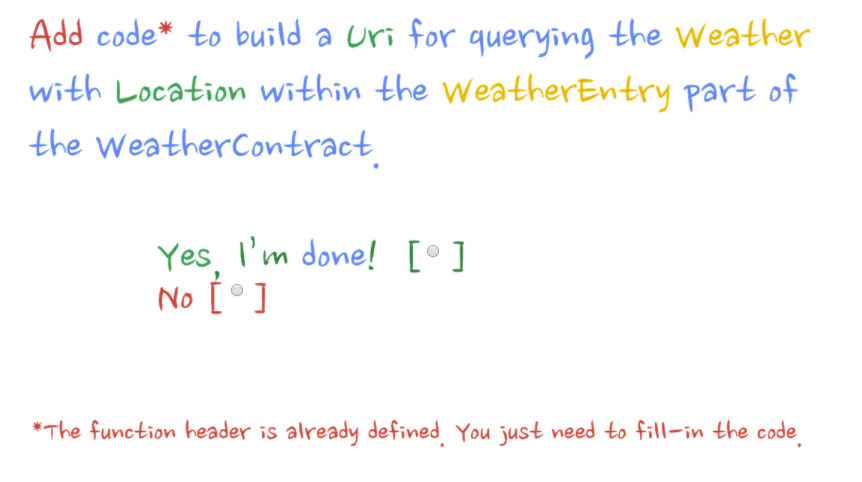 Add code* to build a Uri for querying the Weather
with Location within the WeatherEntry part of
the WeatherContract.
Yes, I'm done! [ ]
No [ ]
*The function header is already defined. You just need to fill-in the code.